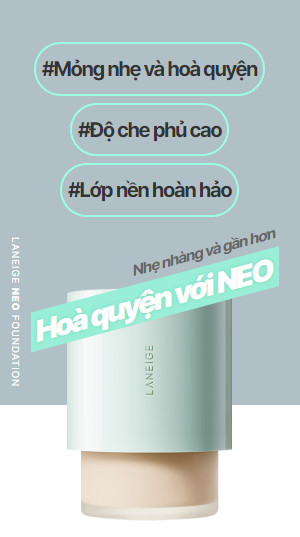 #Mỏng nhẹ và hoà quyện
#Độ che phủ cao
#Lớp nền hoàn hảo
Nhẹ nhàng và gần hơn
Hoà quyện với NEO
LANEIGE NEO FOUNDATION
LANEIGE